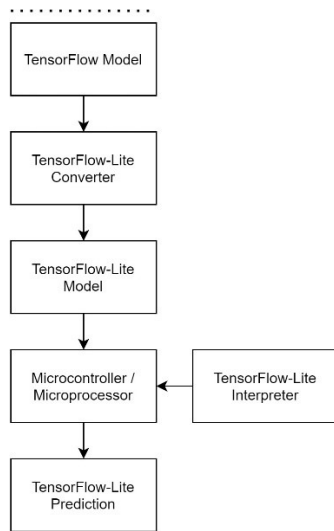 TensorFlow Model
TensorFlow-Lite
Converter
TensorFlow-Lite
Model
Microcontroller /
Microprocessor
TensorFlow-Lite
Interpreter
TensorFlow-Lite
Prediction